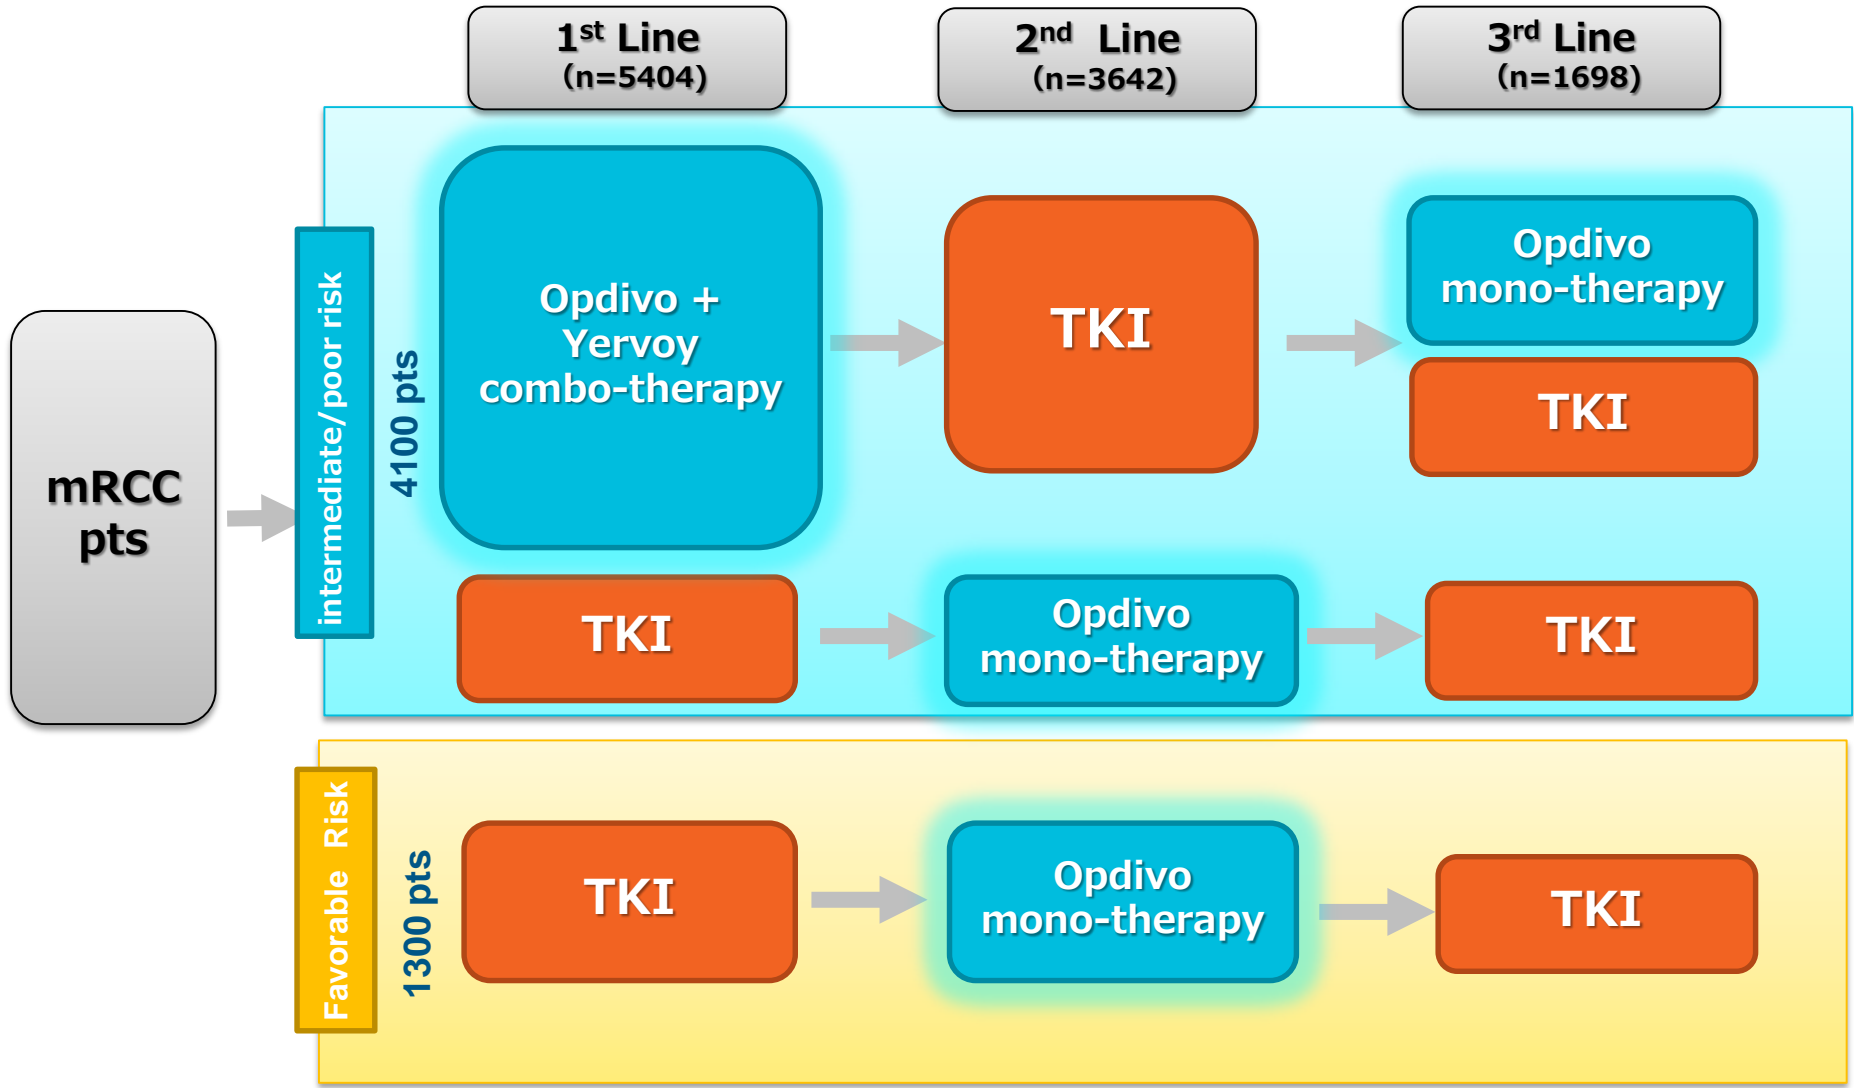 1st Line
(n=5404)
2nd Line
(n=3642)
3rd Line
(n=1698)
mRCC
pts
intermediate/poor risk
4100 pts
Opdivo +
Yervoy
combo-therapy
TKI
Opdivo
mono-therapy
TKI
TKI
Opdivo
mono-therapy
TKI
Favorable Risk
1300 pts
TKI
Opdivo
mono-therapy
TKI